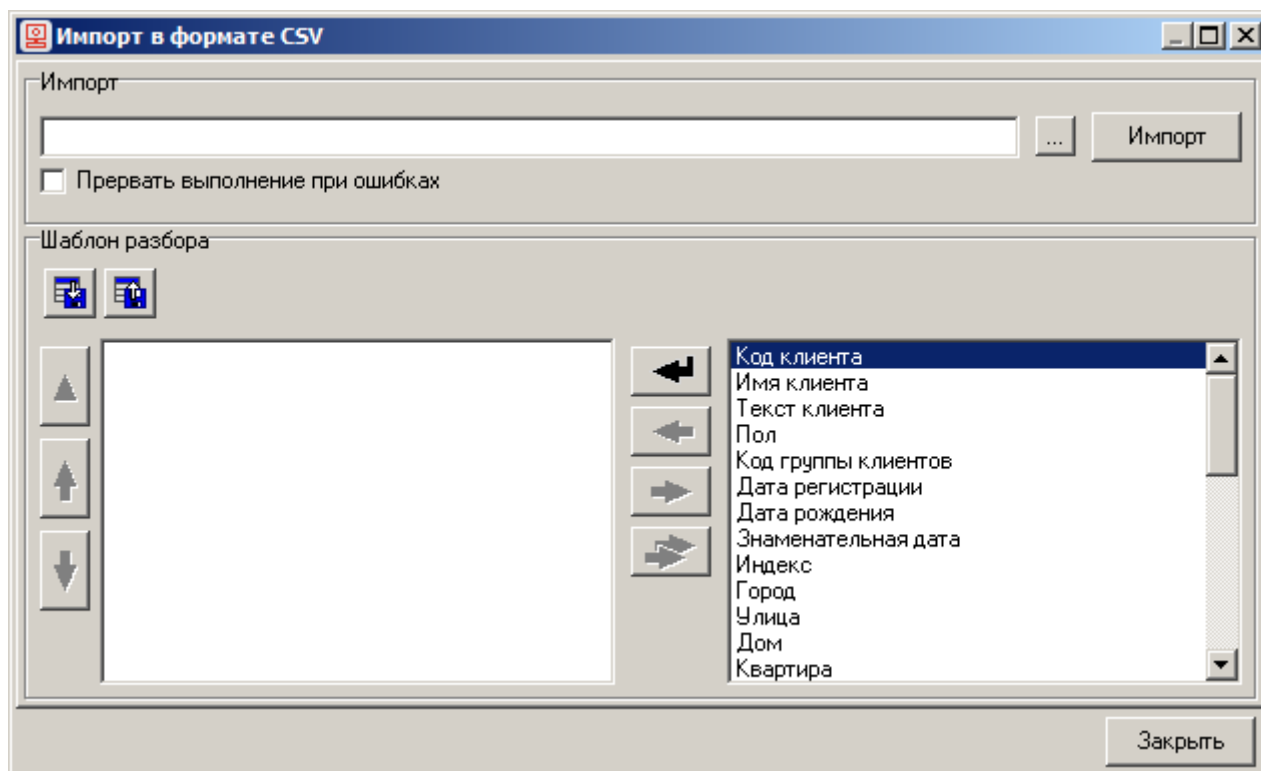 Импорт в формате CSV
Импорт
... Импорт
Прервать выполнение при ошибках
Шаблон разбора
Код клиента
Имя клиента
Текст клиента
Пол
Код группы клиентов
Дата регистрации
Дата рождения
Знаменательная дата
Индекс
Город
Улица
Дом
Квартира
Закрыть